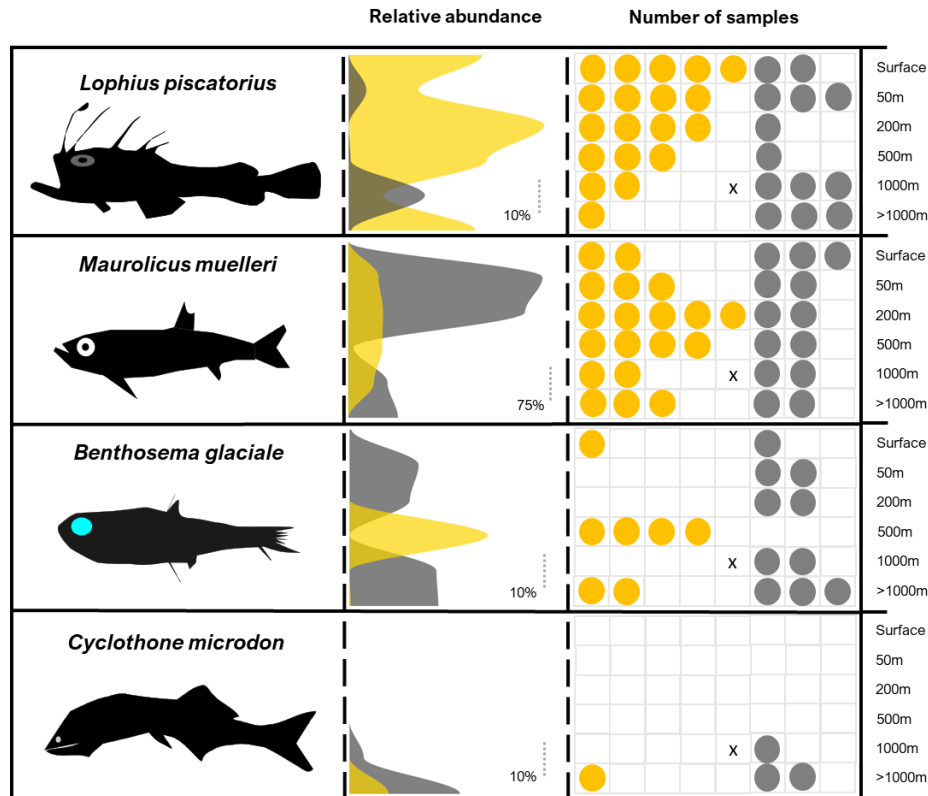 Relative abundance Number of samples
Lophius piscatorius
10%
x
Surface
50m
200m
500m
1000m
>1000m
Maurolicus muelleri
75%
x
Surface
50m
200m
500m
1000m
>1000m
Benthosema glaciale
10%
x
Surface
50m
200m
500m
1000m
>1000m
Cyclothone microdon
10%
x
Surface
50m
200m
500m
1000m
>1000m